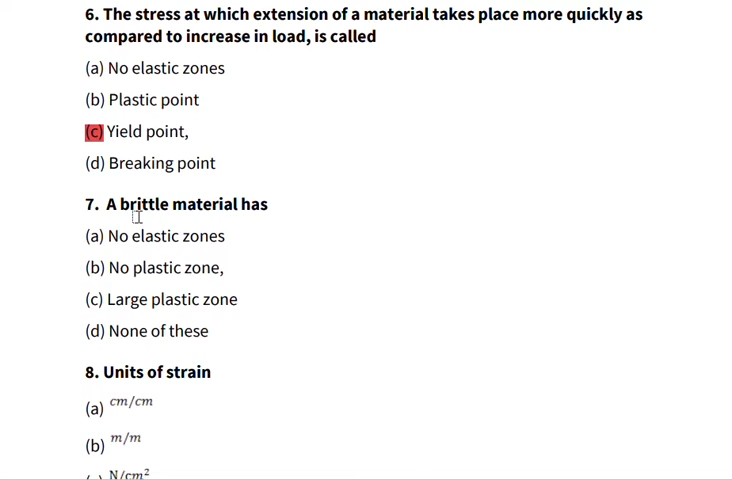 6. The stress at which extension of a material takes place more quickly as
compared to increase in load, is called
(a) No elastic zones
(b) Plastic point
(c) Yield point,
(d) Breaking point
7. A brittle material has
(a) No elastic zones
(b) No plastic zone,
(c) Large plastic zone
(d) None of these
8. Units of strain
(a) cm/cm
(b) m/m
N/cm²